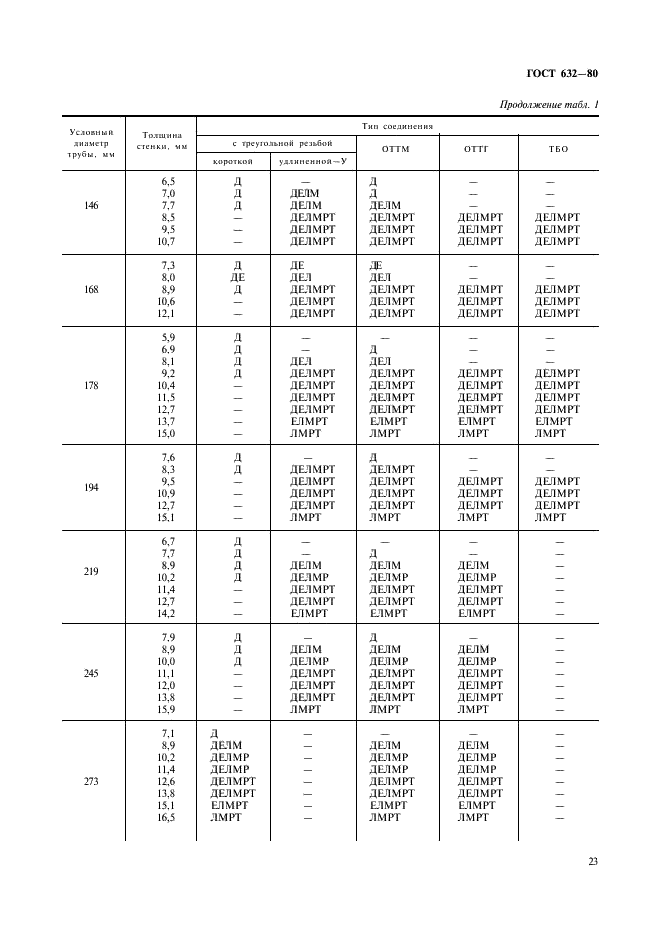 ГОСТ 632—80
Продолжение табл. 1
Условный диаметр трубы, мм
Толщина стенки, мм
Тип соединения
с треугольной резьбой
ОТТМ
ОТТГ
ТБО
короткой
удлиненной—У
146
6,5 Д — Д — —
7,0 Д ДЕЛМ Д — —
7,7 Д ДЕЛМ ДЕЛМ — —
8,5 — ДЕЛМРТ ДЕЛМРТ ДЕЛМРТ ДЕЛМРТ
9,5 — ДЕЛМРТ ДЕЛМРТ ДЕЛМРТ ДЕЛМРТ
10,7 — ДЕЛМРТ ДЕЛМРТ ДЕЛМРТ ДЕЛМРТ
168
7,3 Д ДЕ ДЕ — —
8,0 ДЕ ДЕЛ ДЕЛ — —
8,9 Д ДЕЛМРТ ДЕЛМРТ ДЕЛМРТ ДЕЛМРТ
10,6 — ДЕЛМРТ ДЕЛМРТ ДЕЛМРТ ДЕЛМРТ
12,1 — ДЕЛМРТ ДЕЛМРТ ДЕЛМРТ ДЕЛМРТ
178
5,9 Д — — — —
6,9 Д — Д — —
8,1 Д ДЕЛ ДЕЛ — —
9,2 Д ДЕЛМРТ ДЕЛМРТ ДЕЛМРТ ДЕЛМРТ
10,4 — ДЕЛМРТ ДЕЛМРТ ДЕЛМРТ ДЕЛМРТ
11,5 — ДЕЛМРТ ДЕЛМРТ ДЕЛМРТ ДЕЛМРТ
12,7 — ДЕЛМРТ ДЕЛМРТ ДЕЛМРТ ДЕЛМРТ
13,7 — ЕЛМРТ ЕЛМРТ ЕЛМРТ ЕЛМРТ
15,0 — ЛМРТ ЛМРТ ЛМРТ ЛМРТ
194
7,6 Д — Д — —
8,3 Д ДЕЛМРТ ДЕЛМРТ — —
9,5 — ДЕЛМРТ ДЕЛМРТ ДЕЛМРТ ДЕЛМРТ
10,9 — ДЕЛМРТ ДЕЛМРТ ДЕЛМРТ ДЕЛМРТ
12,7 — ДЕЛМРТ ДЕЛМРТ ДЕЛМРТ ДЕЛМРТ
15,1 — ЛМРТ ЛМРТ ЛМРТ ЛМРТ
219
6,7 Д — — — —
7,7 Д — Д — —
8,9 Д ДЕЛМ ДЕЛМ ДЕЛМ —
10,2 Д ДЕЛМР ДЕЛМР ДЕЛМР —
11,4 — ДЕЛМРТ ДЕЛМРТ ДЕЛМРТ —
12,7 — ДЕЛМРТ ДЕЛМРТ ДЕЛМРТ —
14,2 — ЕЛМРТ ЕЛМРТ ЕЛМРТ —
245
7,9 Д — Д — —
8,9 Д ДЕЛМ ДЕЛМ ДЕЛМ —
10,0 Д ДЕЛМР ДЕЛМР ДЕЛМР —
11,1 — ДЕЛМРТ ДЕЛМРТ ДЕЛМРТ —
12,0 — ДЕЛМРТ ДЕЛМРТ ДЕЛМРТ —
13,8 — ДЕЛМРТ ДЕЛМРТ ДЕЛМРТ —
15,9 — ЛМРТ ЛМРТ ЛМРТ —
273
7,1 Д — — — —
8,9 ДЕЛМ — ДЕЛМ ДЕЛМ —
10,2 ДЕЛМР — ДЕЛМР ДЕЛМР —
11,4 ДЕЛМР — ДЕЛМР ДЕЛМР —
12,6 ДЕЛМРТ — ДЕЛМРТ ДЕЛМРТ —
13,8 ДЕЛМРТ — ДЕЛМРТ ДЕЛМРТ —
15,1 ЕЛМРТ — ЕЛМРТ ЕЛМРТ —
16,5 ЛМРТ — ЛМРТ ЛМРТ —
23